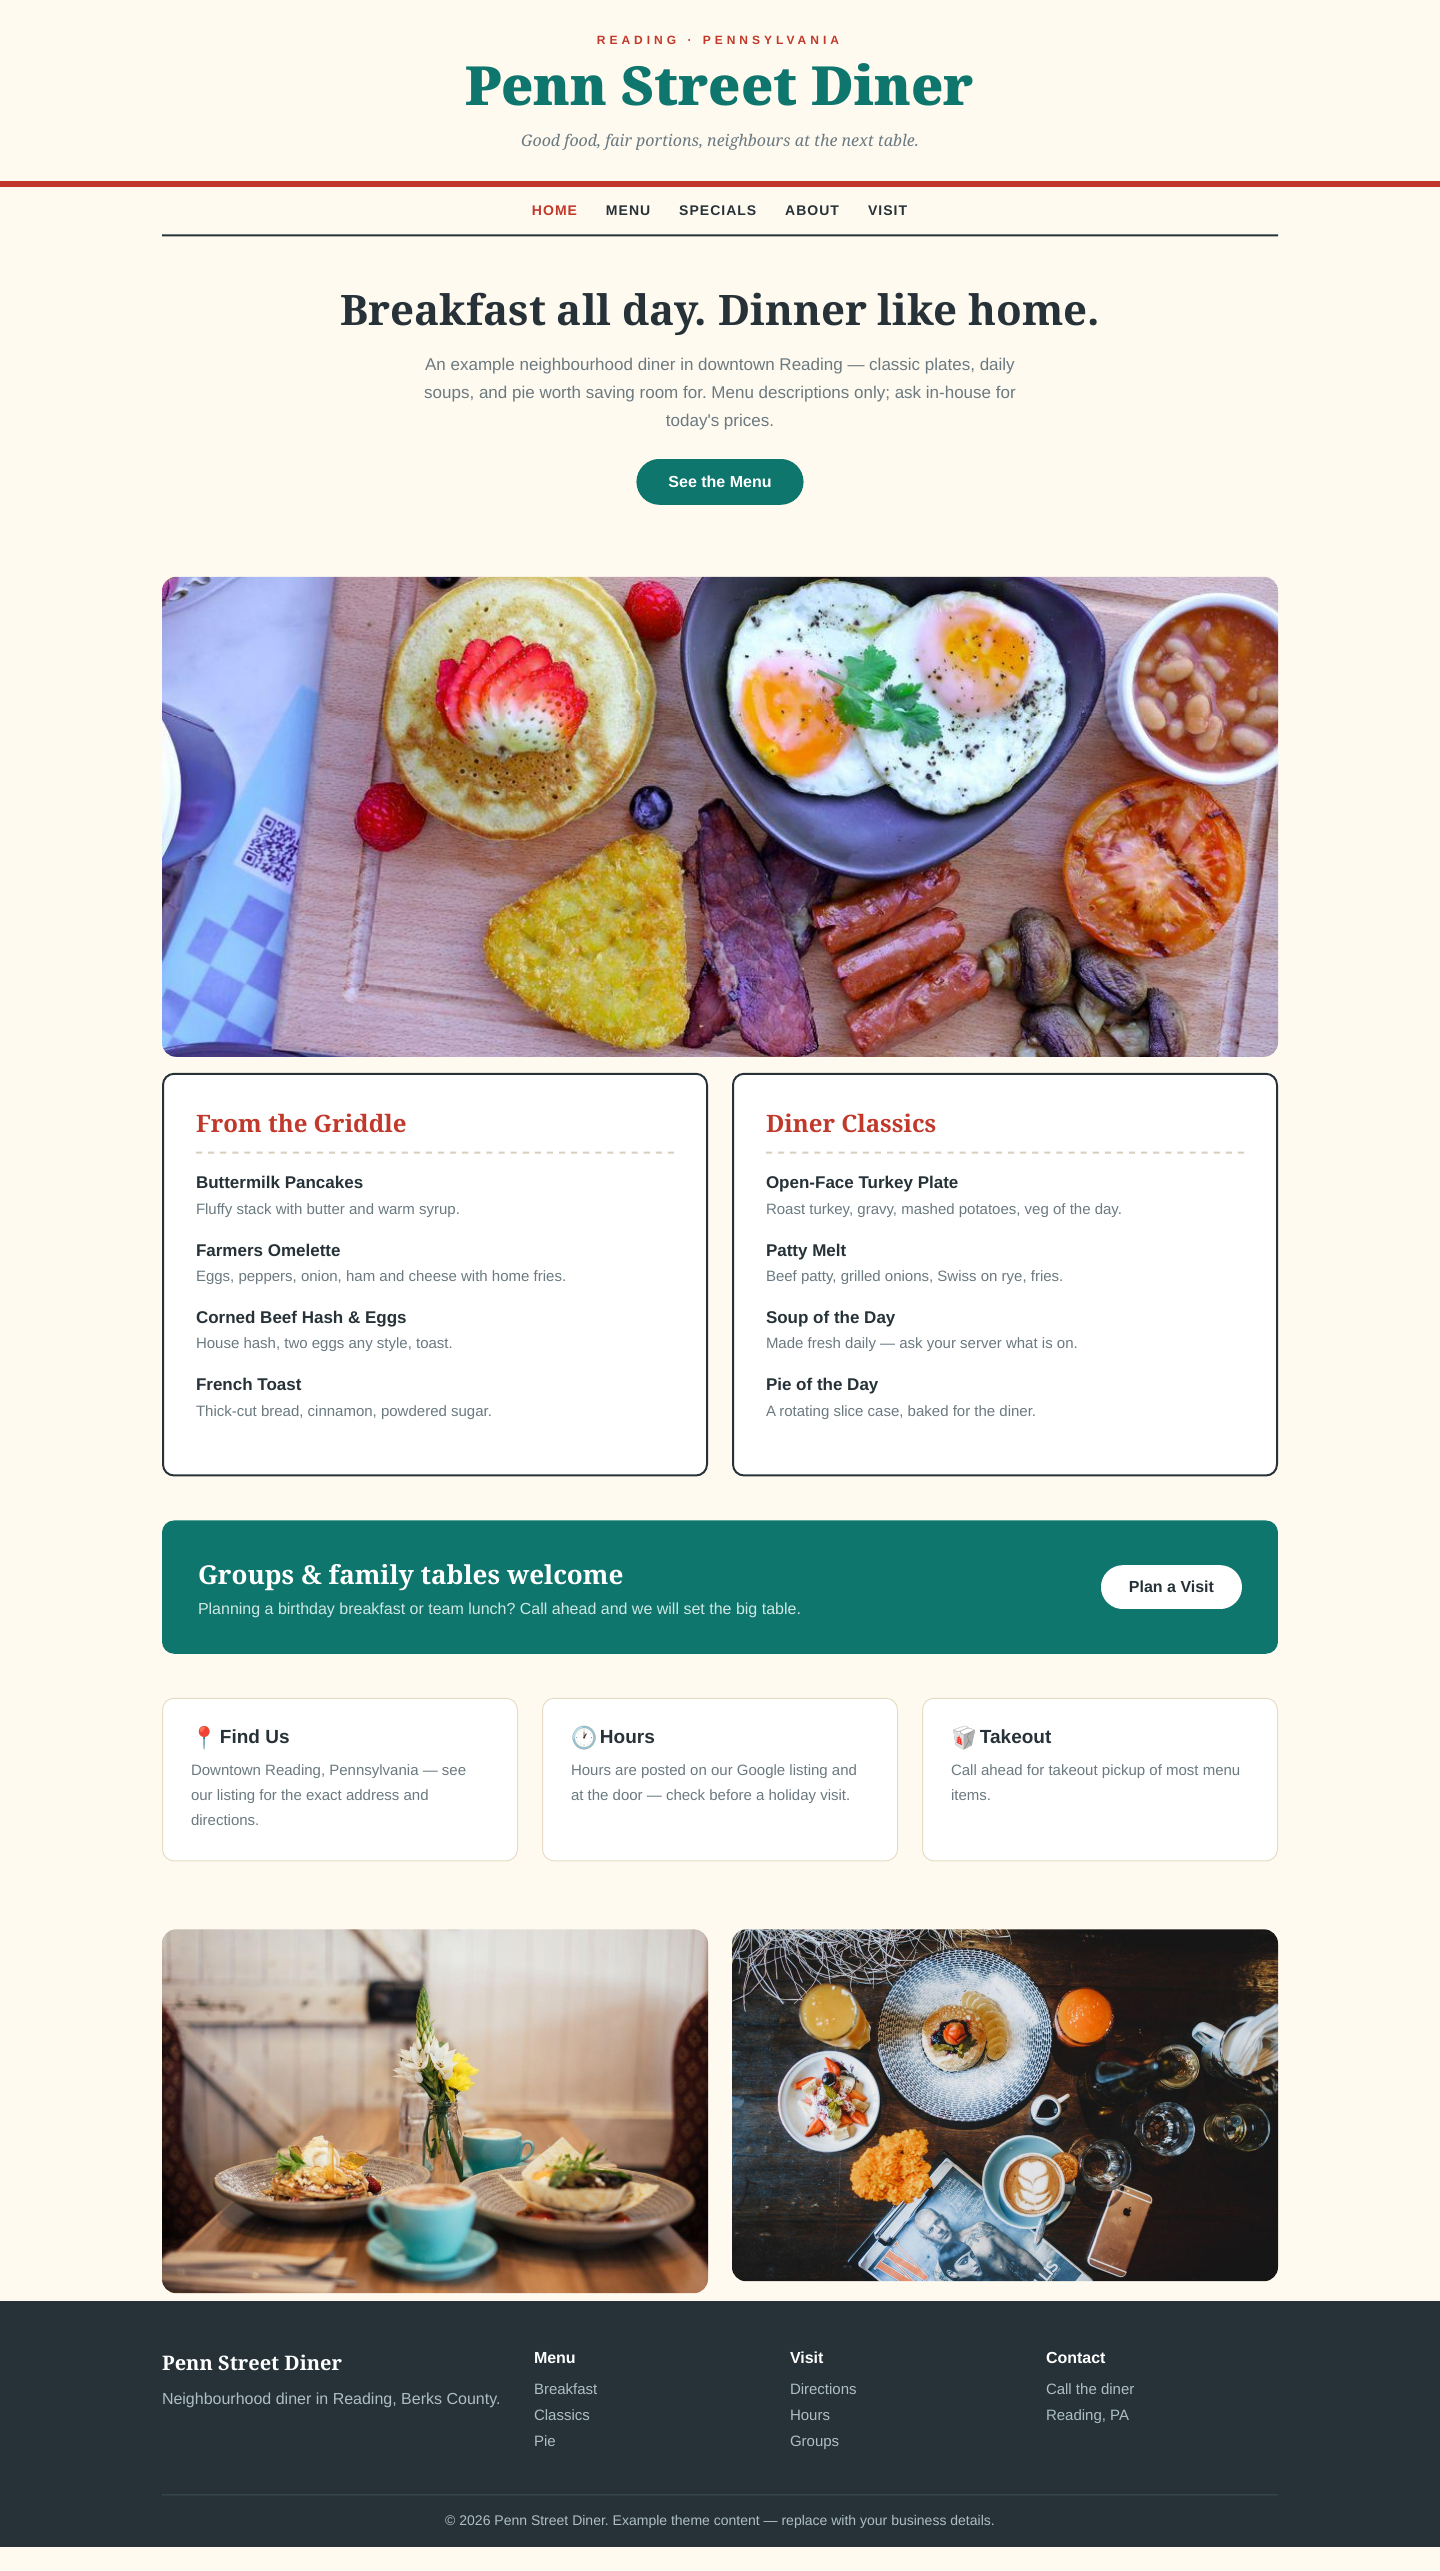 READING · PENNSYLVANIA
Penn Street Diner
Good food, fair portions, neighbours at the next table.
HOME MENU SPECIALS ABOUT VISIT
Breakfast all day. Dinner like home.
An example neighbourhood diner in downtown Reading — classic plates, daily
soups, and pie worth saving room for. Menu descriptions only; ask in-house for
today's prices.
See the Menu
From the Griddle
Buttermilk Pancakes
Fluffy stack with butter and warm syrup.
Farmers Omelette
Eggs, peppers, onion, ham and cheese with home fries.
Corned Beef Hash & Eggs
House hash, two eggs any style, toast.
French Toast
Thick-cut bread, cinnamon, powdered sugar.
Diner Classics
Open-Face Turkey Plate
Roast turkey, gravy, mashed potatoes, veg of the day.
Patty Melt
Beef patty, grilled onions, Swiss on rye, fries.
Soup of the Day
Made fresh daily — ask your server what is on.
Pie of the Day
A rotating slice case, baked for the diner.
Groups & family tables welcome
Planning a birthday breakfast or team lunch? Call ahead and we will set the big table.
Plan a Visit
📍 Find Us
Downtown Reading, Pennsylvania — see
our listing for the exact address and
directions.
🕐 Hours
Hours are posted on our Google listing and
at the door — check before a holiday visit.
🥡 Takeout
Call ahead for takeout pickup of most menu
items.
Penn Street Diner
Neighbourhood diner in Reading, Berks County.
Menu
Breakfast
Classics
Pie
Visit
Directions
Hours
Groups
Contact
Call the diner
Reading, PA
© 2026 Penn Street Diner. Example theme content — replace with your business details.